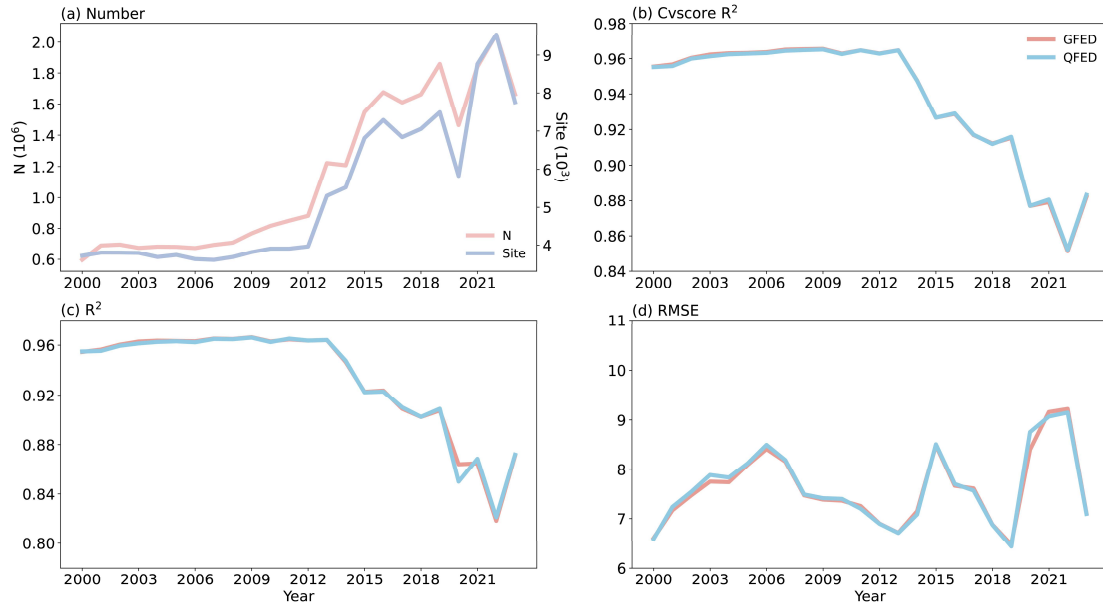 (a) Number
2.0
1.8
1.6
1.4
1.2
1.0
0.8
0.6
N (10⁶)
9
8
7
6
5
4
Site (10³)
N
Site
2000 2003 2006 2009 2012 2015 2018 2021
(b) Cvscore R²
0.98
0.96
0.94
0.92
0.90
0.88
0.86
0.84
GFED
QFED
2000 2003 2006 2009 2012 2015 2018 2021
(c) R²
0.96
0.92
0.88
0.84
0.80
2000 2003 2006 2009 2012 2015 2018 2021
Year
(d) RMSE
11
10
9
8
7
6
2000 2003 2006 2009 2012 2015 2018 2021
Year